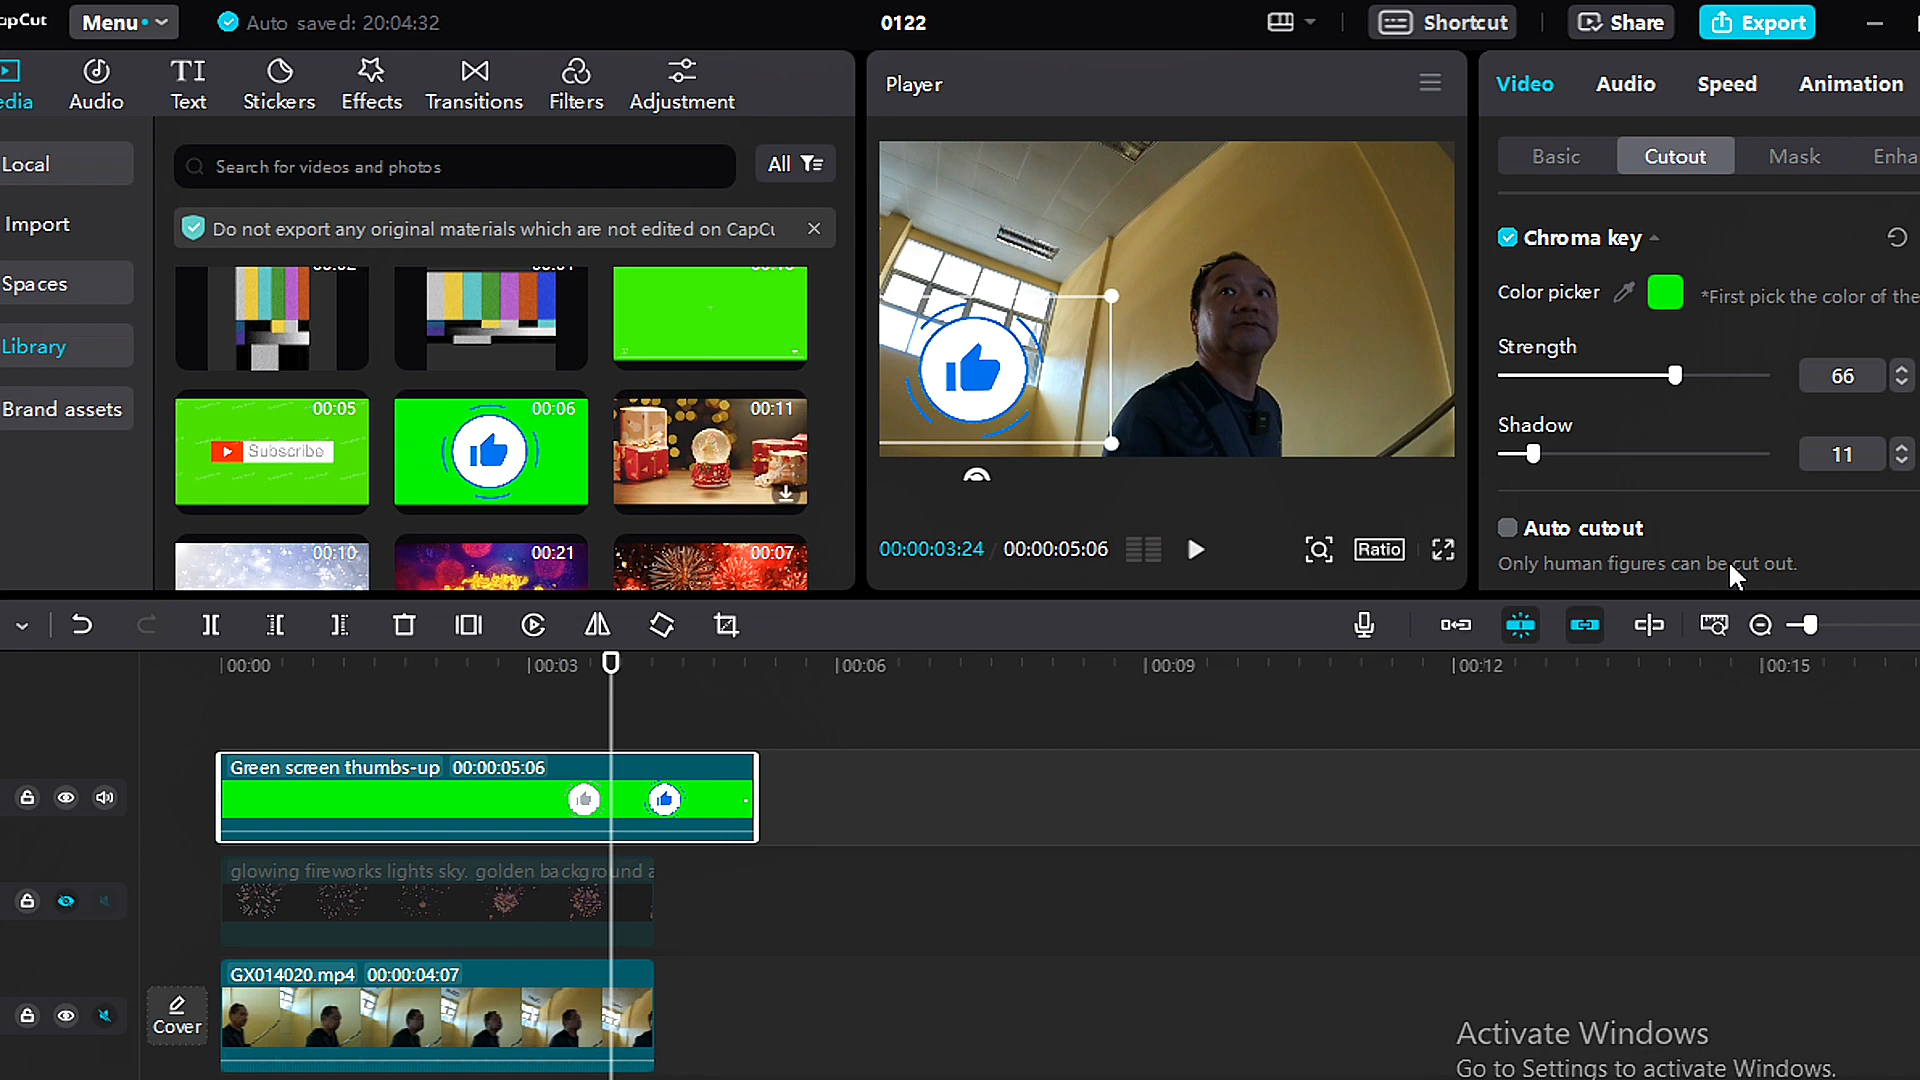 apCut
Menu
Auto saved: 20:04:32
0122
Shortcut
Share
Export
edia
Audio
Text
Stickers
Effects
Transitions
Filters
Adjustment
Local
Import
Spaces
Library
Brand assets
Search for videos and photos
All
Do not export any original materials which are not edited on CapCu
00:05
Subscribe
00:06
00:11
00:10
00:21
00:07
Player
00:00:03:24 / 00:00:05:06
Ratio
Video
Audio
Speed
Animation
Basic
Cutout
Mask
Enha
Chroma key
Color picker
*First pick the color of the
Strength
66
Shadow
11
Auto cutout
Only human figures can be cut out.
00:00
00:03
00:06
00:09
00:12
00:15
Green screen thumbs-up 00:00:05:06
glowing fireworks lights sky. golden background a
GX014020.mp4 00:00:04:07
Cover
Activate Windows
Go to Settings to activate Windows.